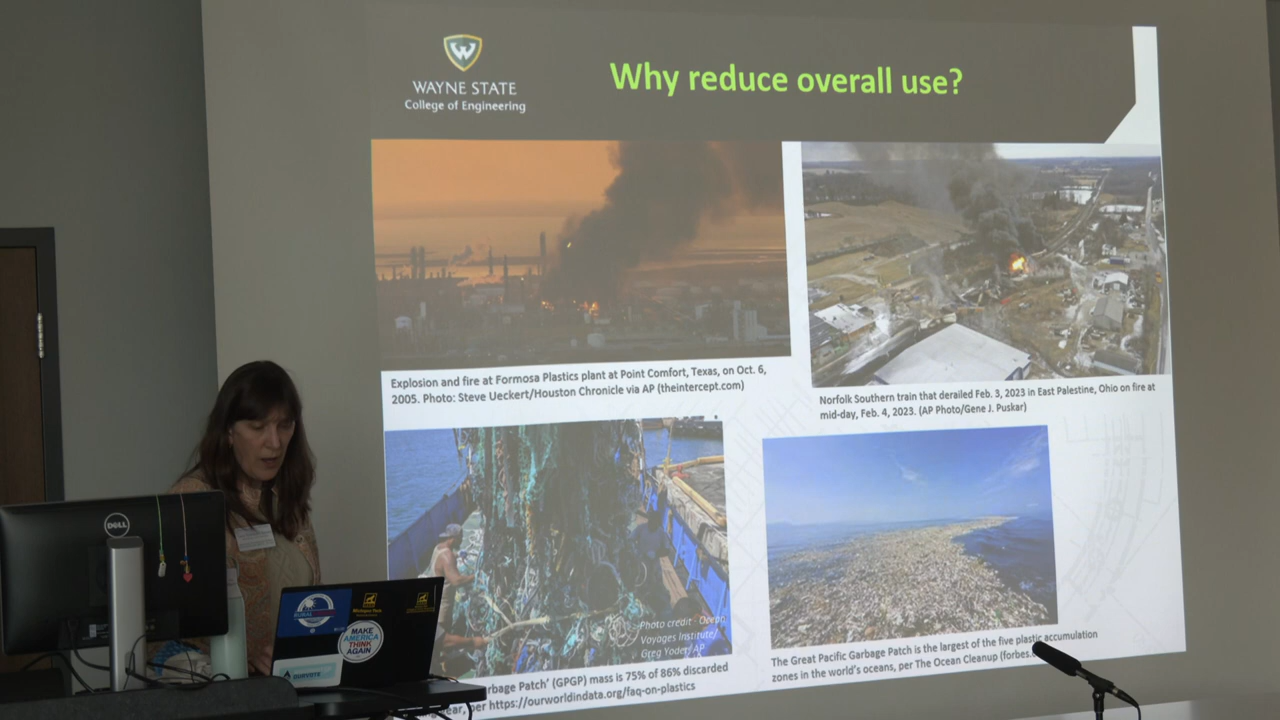 WAYNE STATE
College of Engineering
Why reduce overall use?
Explosion and fire at Formosa Plastics plant at Point Comfort, Texas, on Oct. 6,
2005. Photo: Steve Ueckert/Houston Chronicle via AP (theintercept.com)
Norfolk Southern train that derailed Feb. 3, 2023 in East Palestine, Ohio on fire at
mid-day, Feb. 4, 2023. (AP Photo/Gene J. Puskar)
Photo credit: Ocean
Voyages Institute/
Greg Yoder/AP
Patch' (GPGP) mass is 75% of 86% discarded
per https://ourworldindata.org/faq-on-plastics
The Great Pacific Garbage Patch is the largest of the five plastic accumulation
zones in the world's oceans, per The Ocean Cleanup
DELL
RURAL
MAKE
AMERICA
THINK
AGAIN
OURVOTE